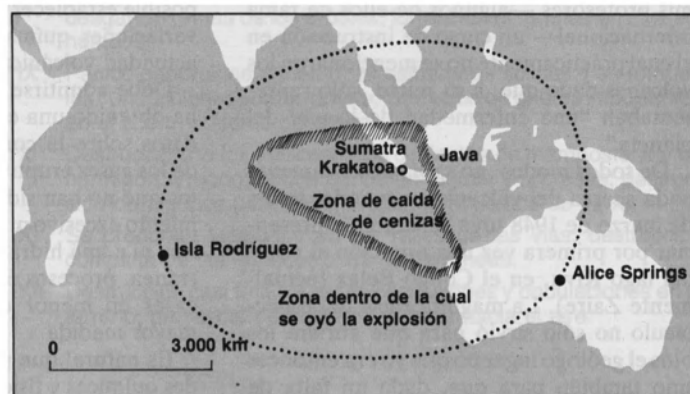 Sumatra
Krakatoa
Java
Zona de caída
de cenizas
Isla Rodríguez
Alice Springs
Zona dentro de la cual
se oyó la explosión
0 3.000 km